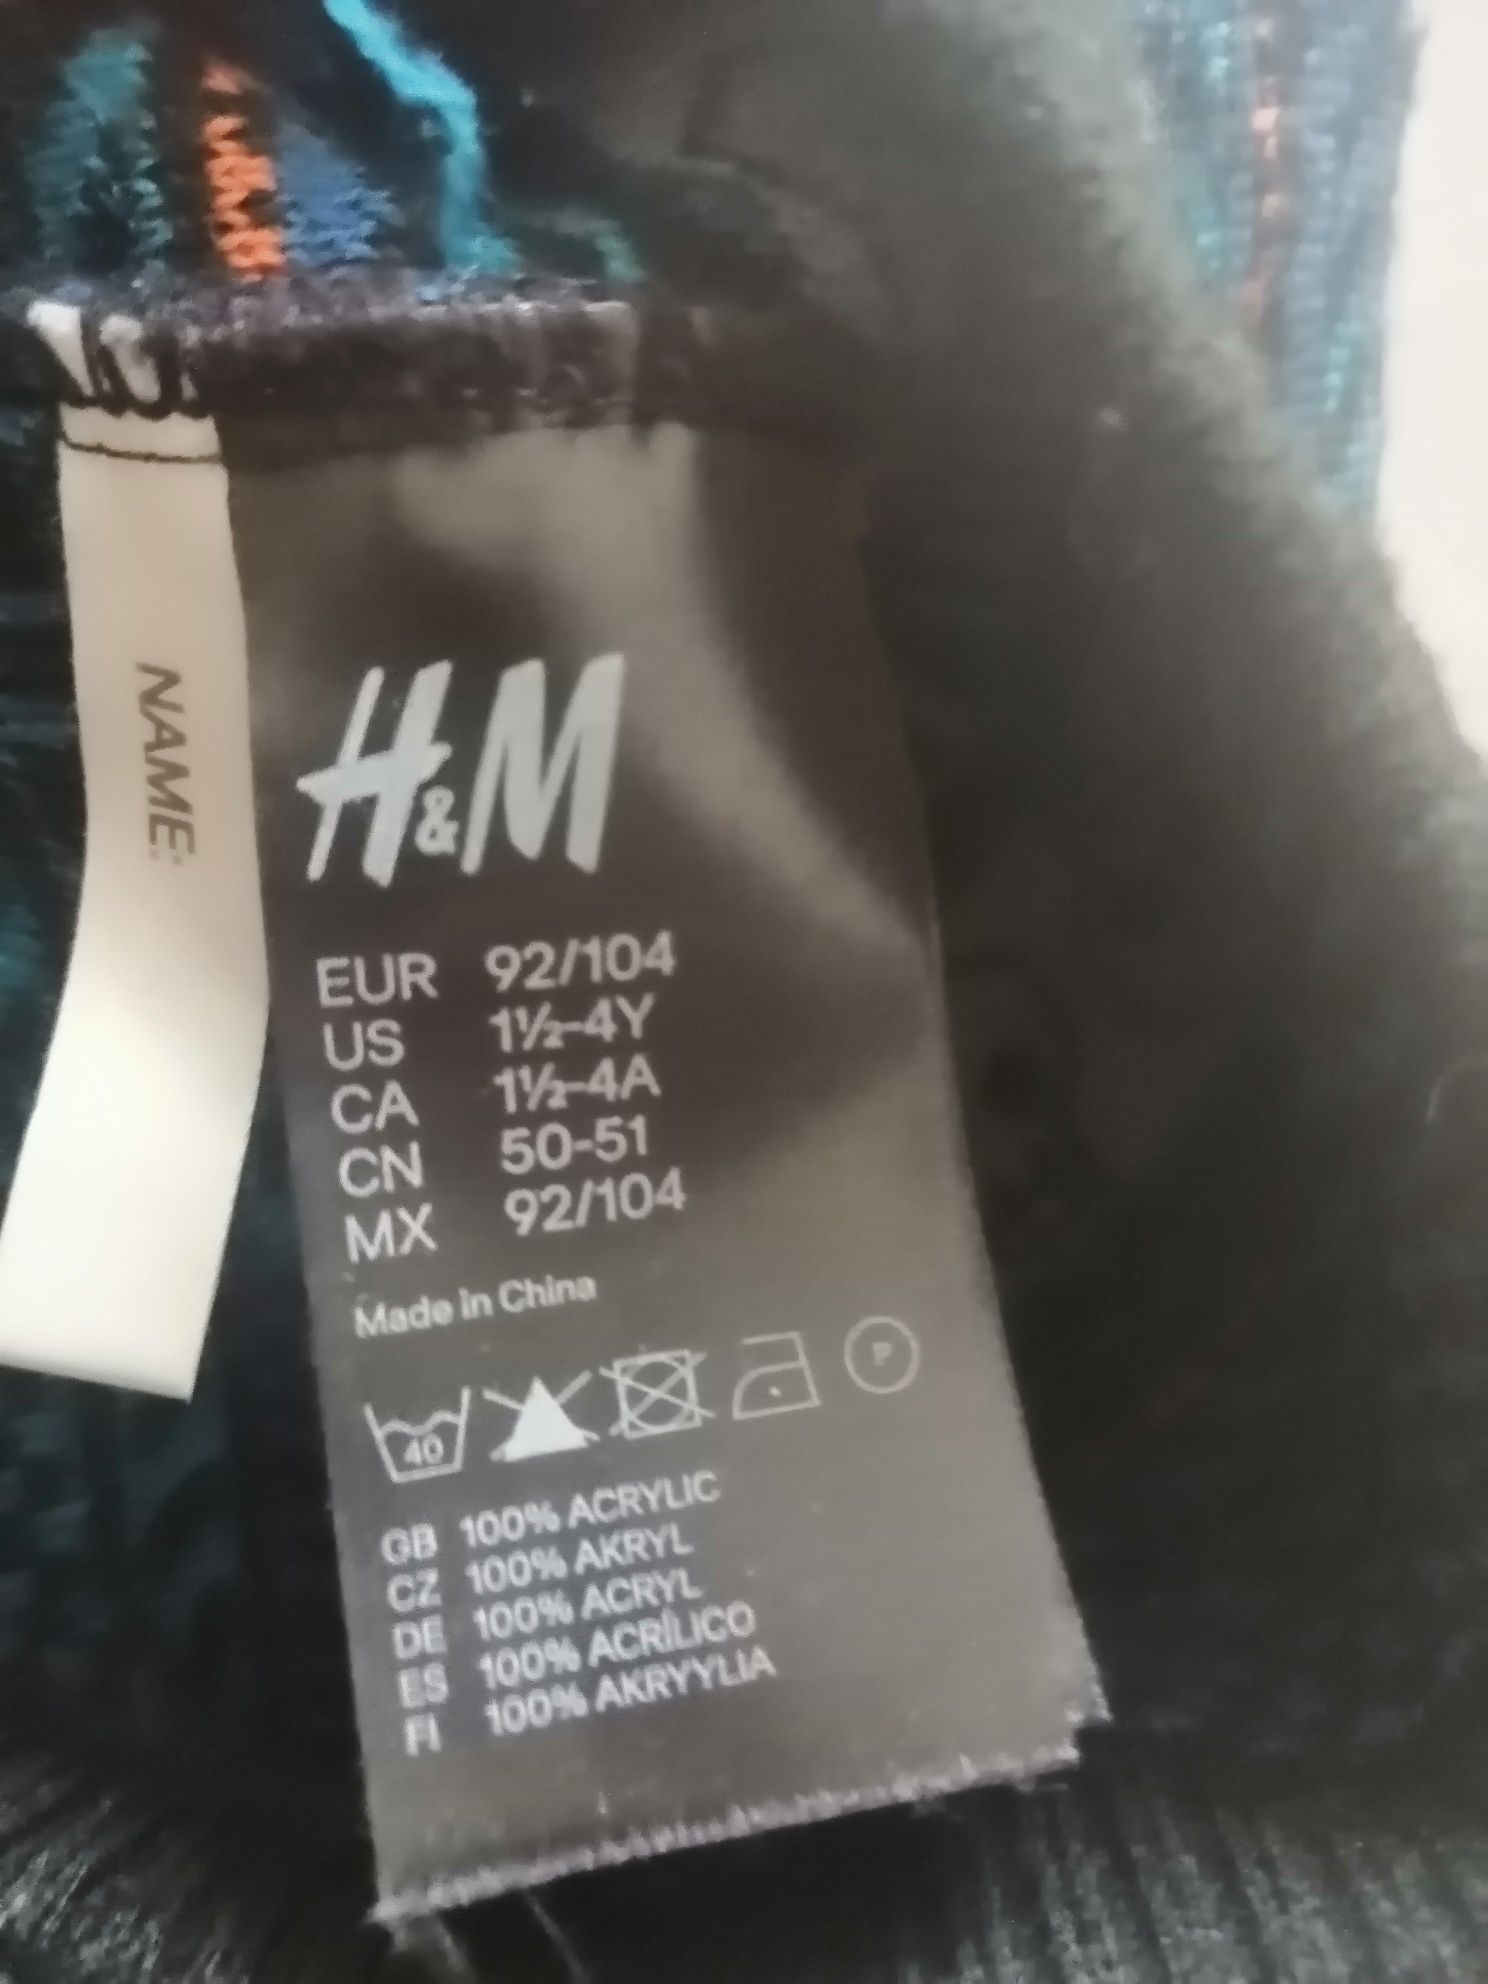 NAME:
H&M
EUR 92/104
US 1½-4Y
CA 1½-4A
CN 50-51
MX 92/104
Made in China
40 P
GB 100% ACRYLIC
CZ 100% AKRYL
DE 100% ACRYL
ES 100% ACRÍLICO
FI 100% AKRYYLIA